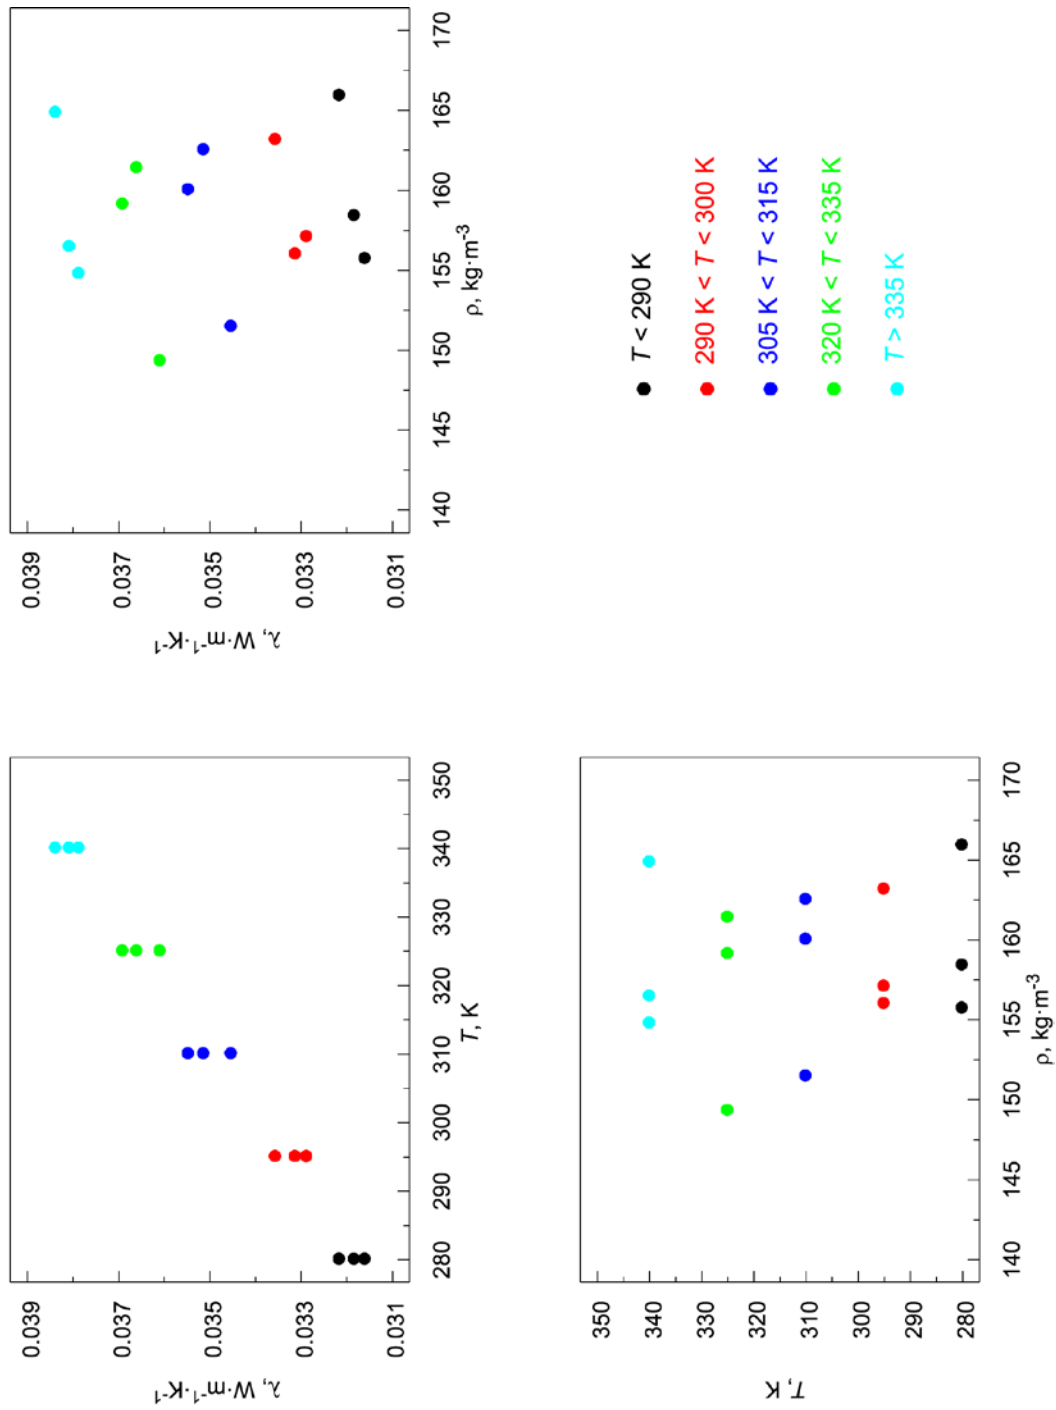 λ, W·m⁻¹·K⁻¹
0.039
0.037
0.035
0.033
0.031
280 290 300 310 320 330 340 350
T, K
λ, W·m⁻¹·K⁻¹
0.039
0.037
0.035
0.033
0.031
140 145 150 155 160 165 170
ρ, kg·m⁻³
T, K
350
340
330
320
310
300
290
280
140 145 150 155 160 165 170
ρ, kg·m⁻³
T < 290 K
290 K < T < 300 K
305 K < T < 315 K
320 K < T < 335 K
T > 335 K